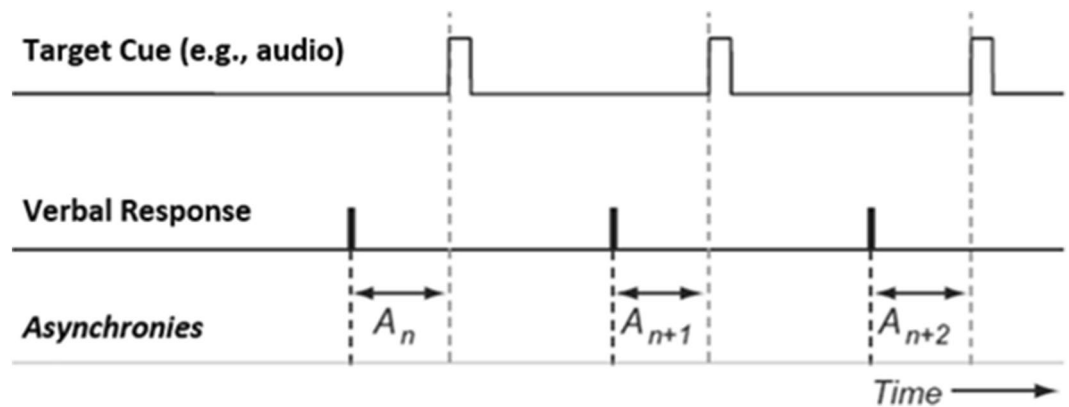 Target Cue (e.g., audio)
Verbal Response
Asynchronies
An
An+1
An+2
Time